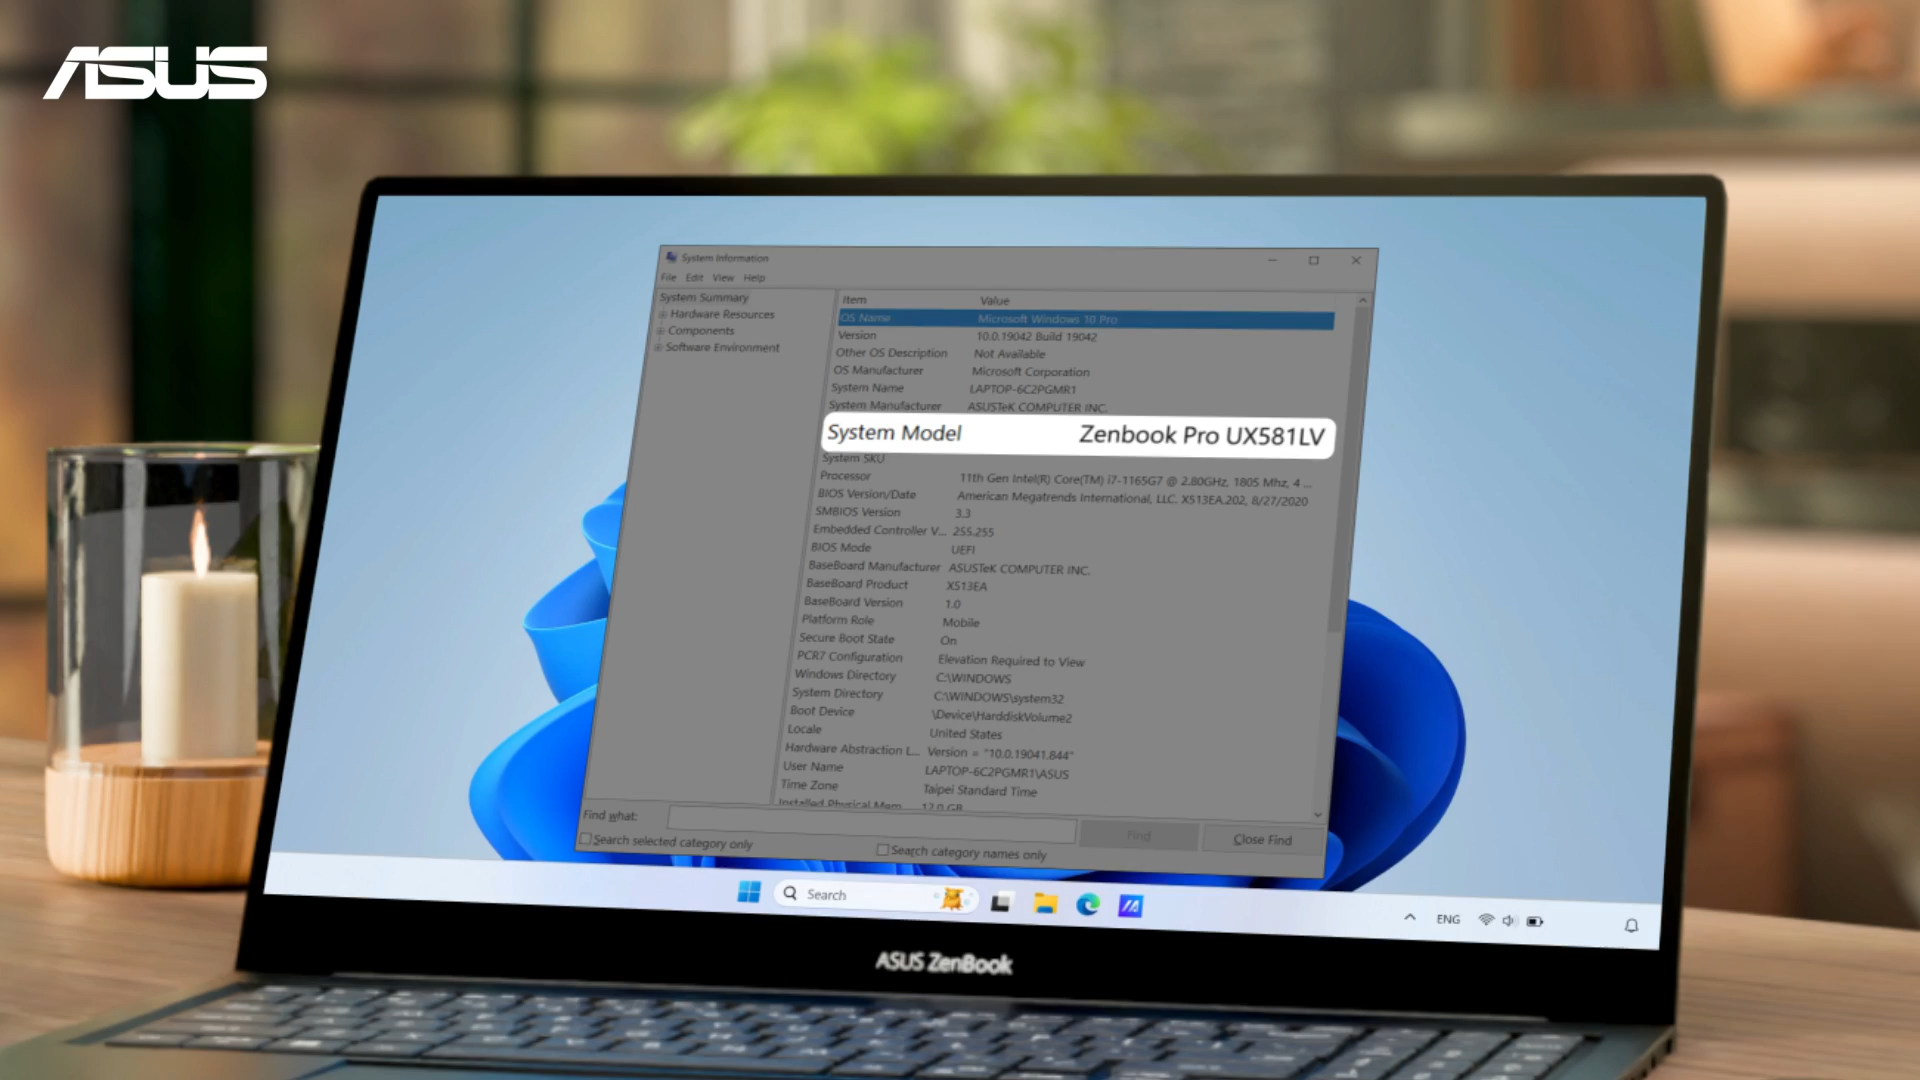 ASUS
System Information
File Edit View Help
System Summary
Hardware Resources
Components
Software Environment
Item Value
OS Name Microsoft Windows 10 Pro
Version 10.0.19042 Build 19042
Other OS Description Not Available
OS Manufacturer Microsoft Corporation
System Name LAPTOP-6C2PGMR1
System Manufacturer ASUSTeK COMPUTER INC.
System Model Zenbook Pro UX581LV
System SKU
Processor 11th Gen Intel(R) Core(TM) i7-1165G7 @ 2.80GHz, 1805 Mhz, 4 ...
BIOS Version/Date American Megatrends International, LLC. X513EA.202, 8/27/2020
SMBIOS Version 3.3
Embedded Controller V... 255.255
BIOS Mode UEFI
BaseBoard Manufacturer ASUSTeK COMPUTER INC.
BaseBoard Product X513EA
BaseBoard Version 1.0
Platform Role Mobile
Secure Boot State On
PCR7 Configuration Elevation Required to View
Windows Directory C:\WINDOWS
System Directory C:\WINDOWS\system32
Boot Device \Device\HarddiskVolume2
Locale United States
Hardware Abstraction L... Version = "10.0.19041.844"
User Name LAPTOP-6C2PGMR1\ASUS
Time Zone Taipei Standard Time
Installed Physical Mem... 12.0 GB
Find what: Find Close Find
Search selected category only Search category names only
Search ENG
ASUS ZenBook